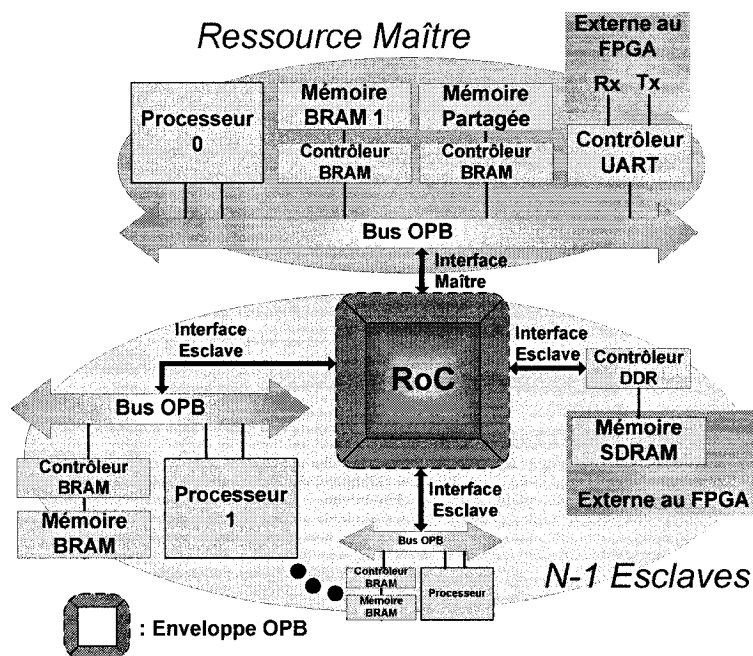 Ressource Maître
Externe au
FPGA
Rx Tx
Processeur
0
Mémoire
BRAM 1
Contrôleur
BRAM
Mémoire
Partagée
Contrôleur
BRAM
Contrôleur
UART
Bus OPB
Interface
Maître
Interface
Esclave
RoC
Interface
Esclave
Contrôleur
DDR
Mémoire
SDRAM
Externe au FPGA
Bus OPB
Contrôleur
BRAM
Mémoire
BRAM
Processeur
1
Interface
Esclave
Bus OPB
Contrôleur
BRAM
Mémoire
BRAM
Processeur
N-1 Esclaves
: Enveloppe OPB